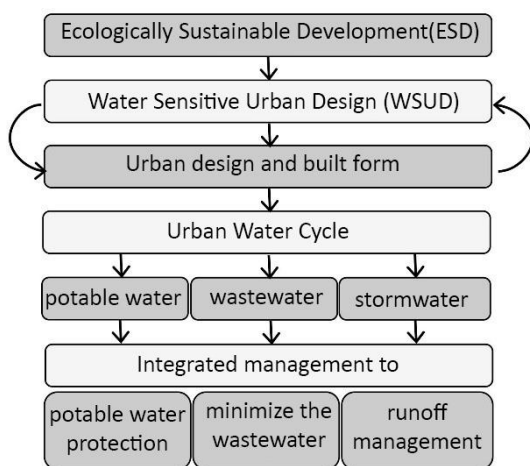 Ecologically Sustainable Development(ESD)
Water Sensitive Urban Design (WSUD)
Urban design and built form
Urban Water Cycle
potable water
wastewater
stormwater
Integrated management to
potable water
protection
minimize the
wastewater
runoff
management